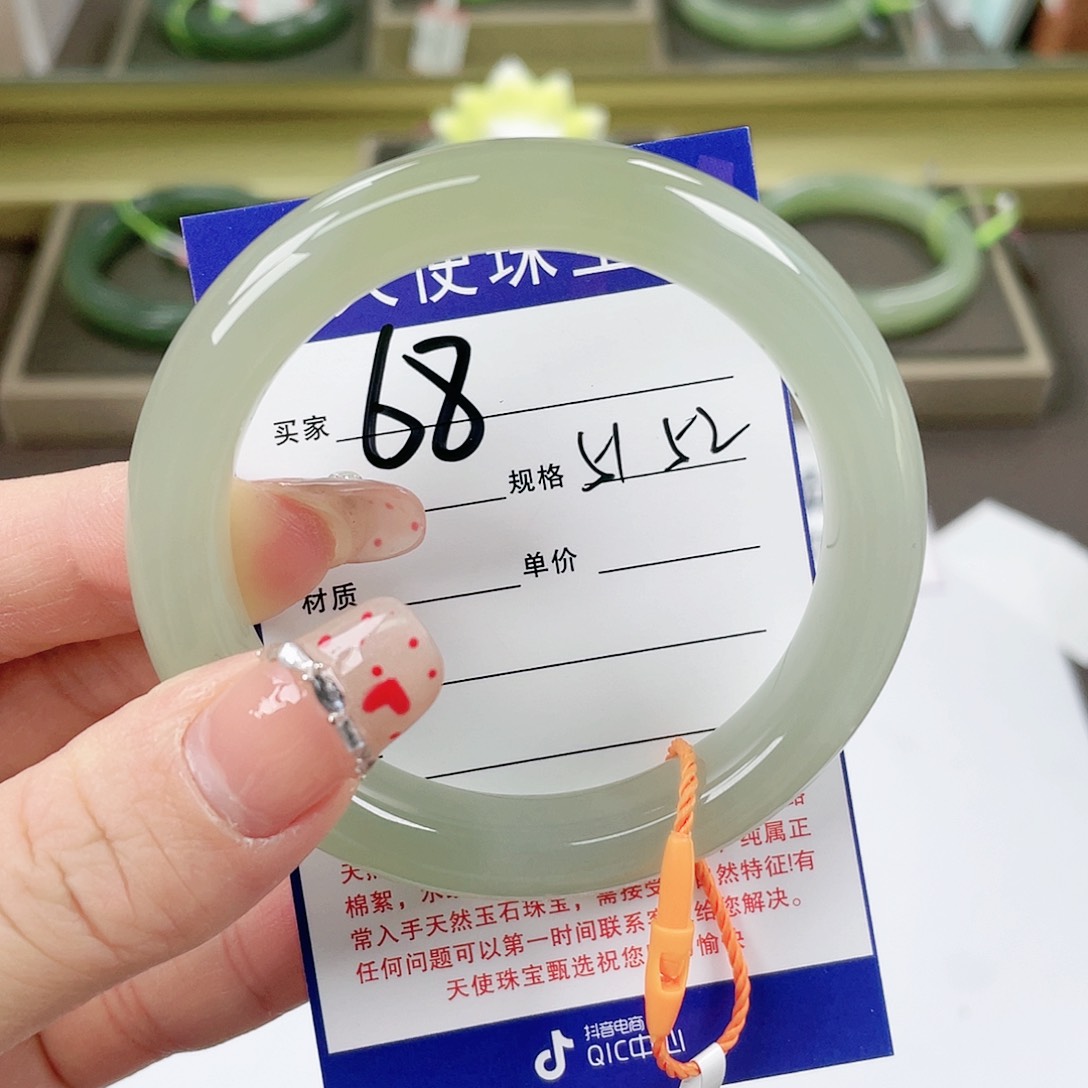 天使珠宝
买家 68
规格 51 52
单价
材质
纯属正
棉絮，
然特征!有
常入手天然玉石珠宝，需接受
任何问题可以第一时间联系
给您解决。
天使珠宝甄选祝您
愉快
抖音电商
QIC中心